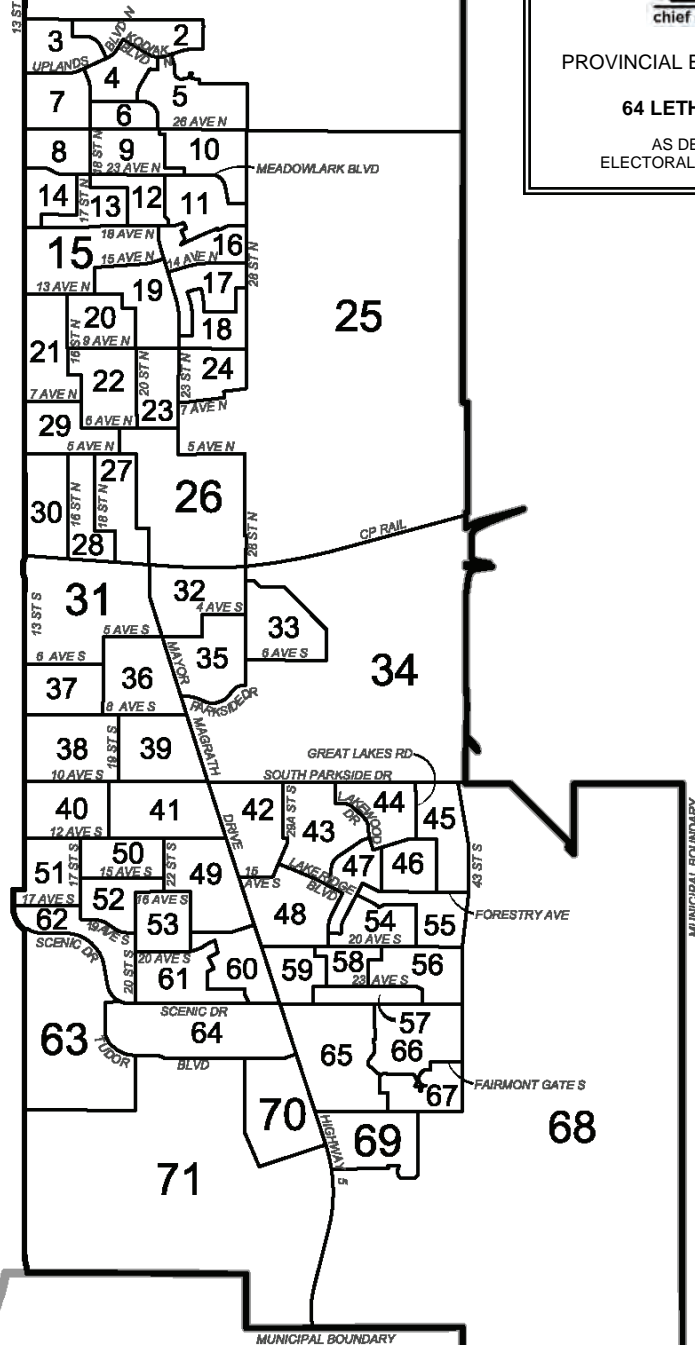 13 ST
chief
PROVINCIAL E
64 LETH
AS DE
ELECTORAL
3
BLVD N
KODIAK
BLVD N
2
UPLANDS
4
5
7
6
26 AVE N
8
18 ST N
9
23 AVE N
10
MEADOWLARK BLVD
14
17 ST N
13
12
11
18 AVE N
16
15
15 AVE N
14 AVE N
28 ST N
13 AVE N
19
17
25
16 ST N
20
18
9 AVE N
21
22
20 ST N
23 ST N
24
7 AVE N
23
7 AVE N
29
6 AVE N
5 AVE N
5 AVE N
27
26
30
16 ST N
18 ST N
28
28 ST N
CP RAIL
31
32
13 ST S
4 AVE S
33
5 AVE S
MAYOR
35
6 AVE S
6 AVE S
34
37
36
8 AVE S
PARKSIDE DR
MAGRATH
38
19 ST S
39
GREAT LAKES RD
10 AVE S
SOUTH PARKSIDE DR
40
41
DRIVE
42
29A ST S
43
LAKEWOOD
DR
44
45
12 AVE S
MUNICIPAL BOUNDARY
51
17 ST S
50
22 ST S
49
15
AVE S
LAKERIDGE
BLVD
47
46
43 ST S
15 AVE S
17 AVE S
52
16 AVE S
48
54
55
FORESTRY AVE
62
19 AVE S
53
20 AVE S
SCENIC DR
20 ST S
20 AVE S
61
60
59
58
56
23 AVE S
63
SCENIC DR
64
57
TUDOR
BLVD
65
66
67
FAIRMONT GATE S
70
HIGHWAY 5
69
68
71
MUNICIPAL BOUNDARY